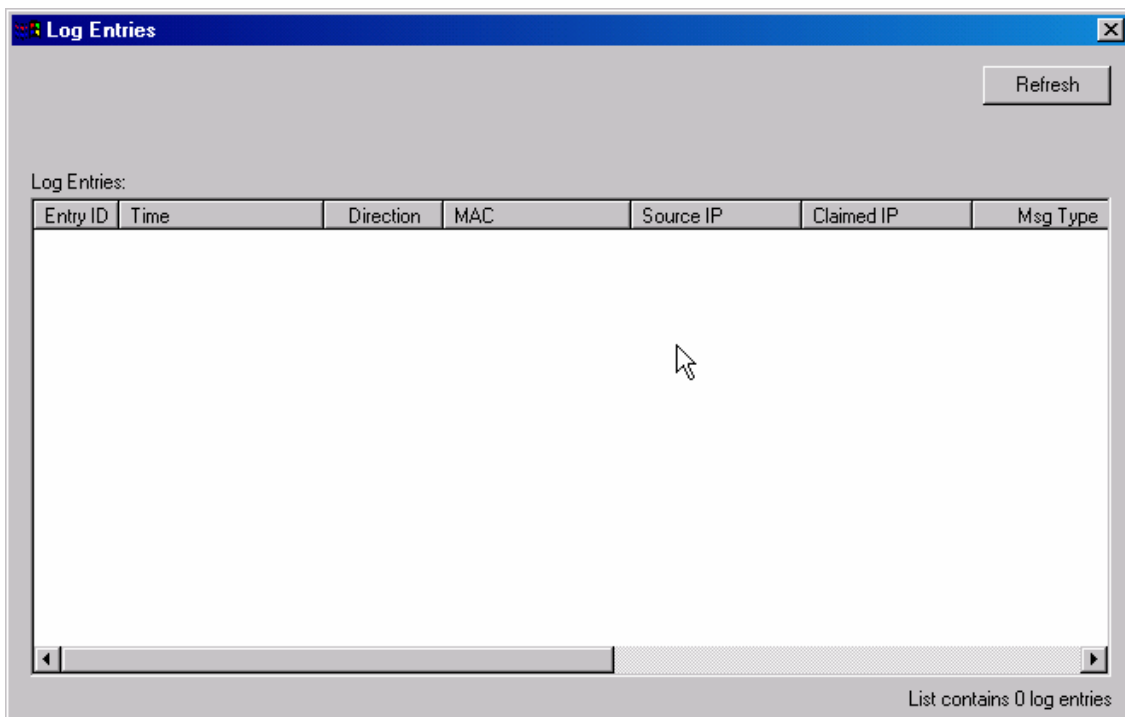 Log Entries
Refresh
Log Entries:
Entry ID Time Direction MAC Source IP Claimed IP Msg Type
List contains 0 log entries